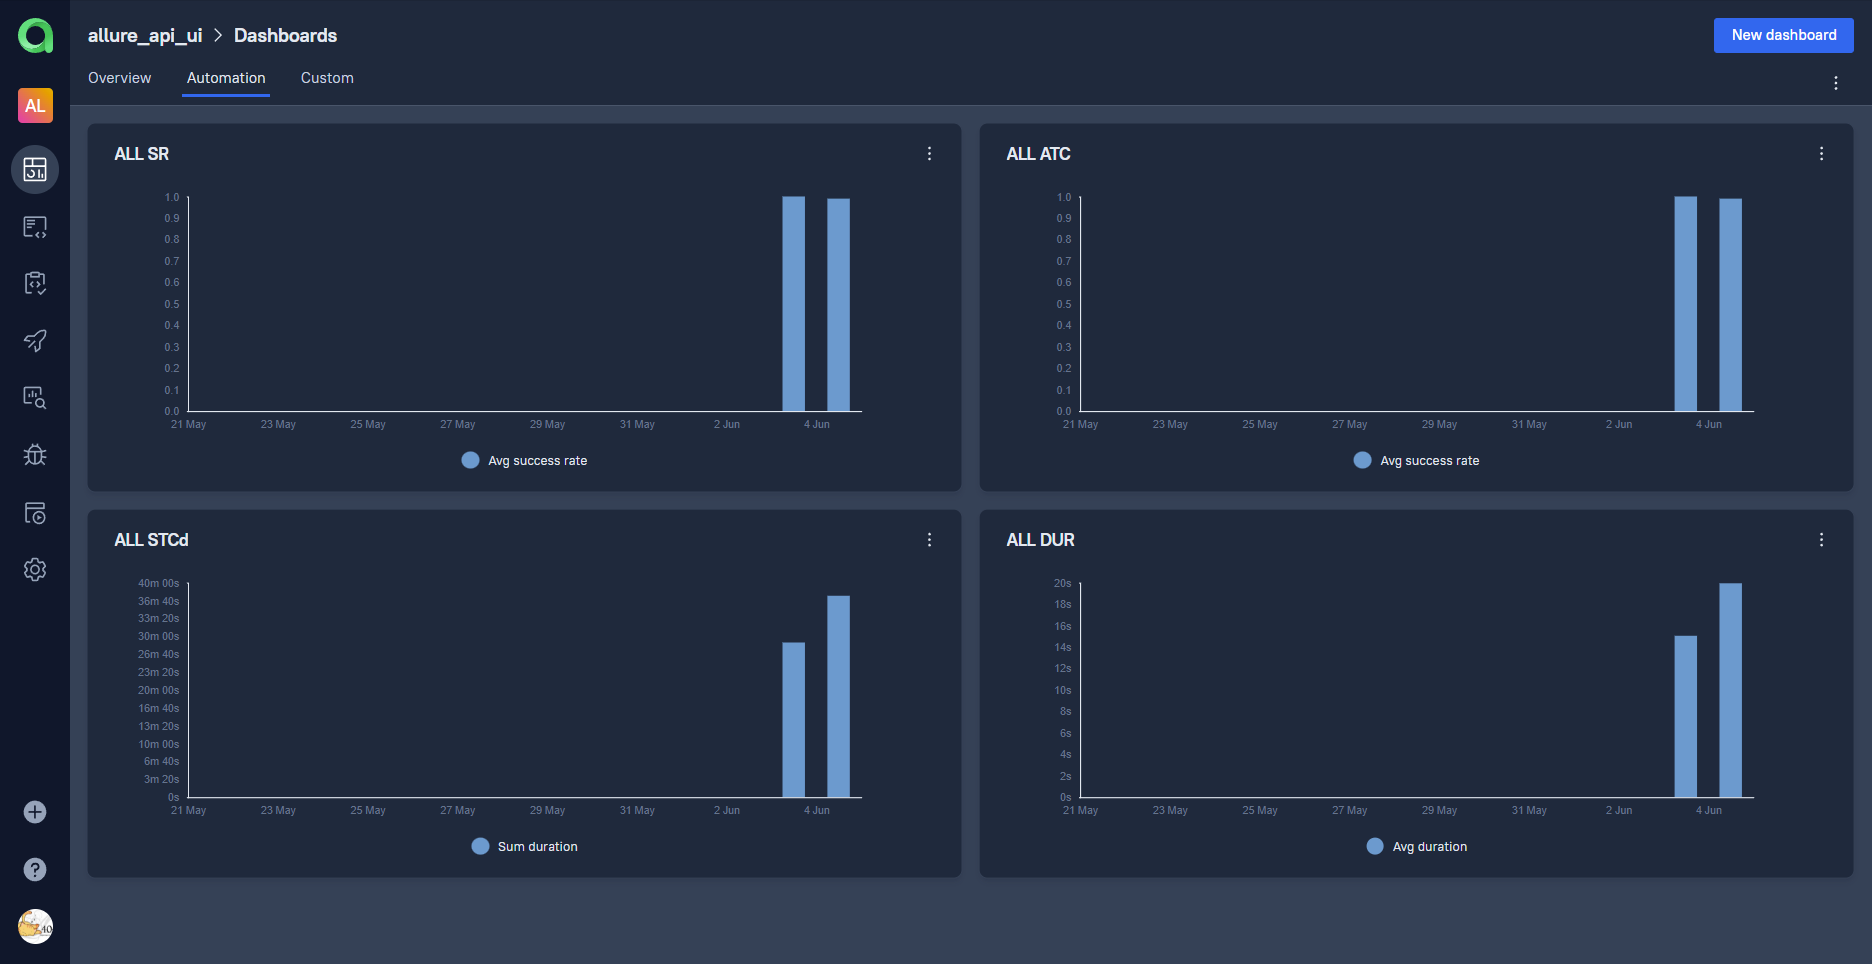 allure_api_ui > Dashboards
New dashboard
Overview Automation Custom
AL
ALL SR
1.0
0.9
0.8
0.7
0.6
0.5
0.4
0.3
0.2
0.1
0.0
21 May 23 May 25 May 27 May 29 May 31 May 2 Jun 4 Jun
Avg success rate
ALL ATC
1.0
0.9
0.8
0.7
0.6
0.5
0.4
0.3
0.2
0.1
0.0
21 May 23 May 25 May 27 May 29 May 31 May 2 Jun 4 Jun
Avg success rate
ALL STCd
40m 00s
36m 40s
33m 20s
30m 00s
26m 40s
23m 20s
20m 00s
16m 40s
13m 20s
10m 00s
6m 40s
3m 20s
0s
21 May 23 May 25 May 27 May 29 May 31 May 2 Jun 4 Jun
Sum duration
ALL DUR
20s
18s
16s
14s
12s
10s
8s
6s
4s
2s
0s
21 May 23 May 25 May 27 May 29 May 31 May 2 Jun 4 Jun
Avg duration
?